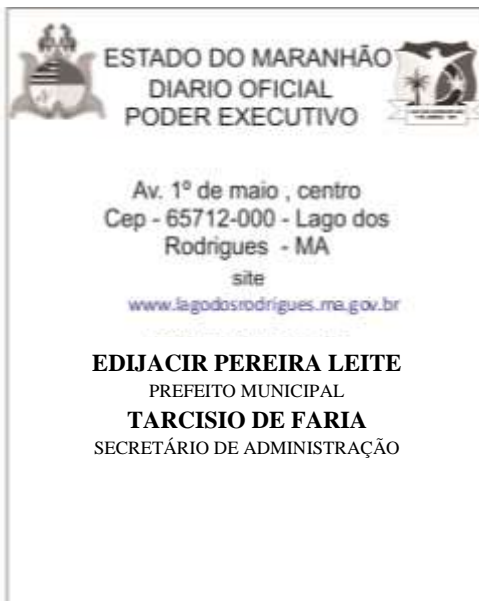 ESTADO DO MARANHÃO
DIARIO OFICIAL
PODER EXECUTIVO
Av. 1º de maio , centro
Cep - 65712-000 - Lago dos
Rodrigues - MA
site
www.lagodosrodrigues.ma.gov.br
EDIJACIR PEREIRA LEITE
PREFEITO MUNICIPAL
TARCISIO DE FARIA
SECRETÁRIO DE ADMINISTRAÇÃO